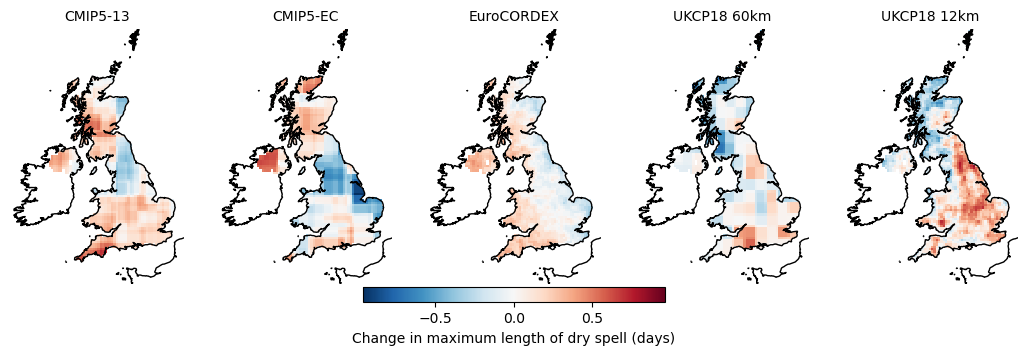 CMIP5-13 CMIP5-EC EuroCORDEX UKCP18 60km UKCP18 12km
−0.5 0.0 0.5
Change in maximum length of dry spell (days)